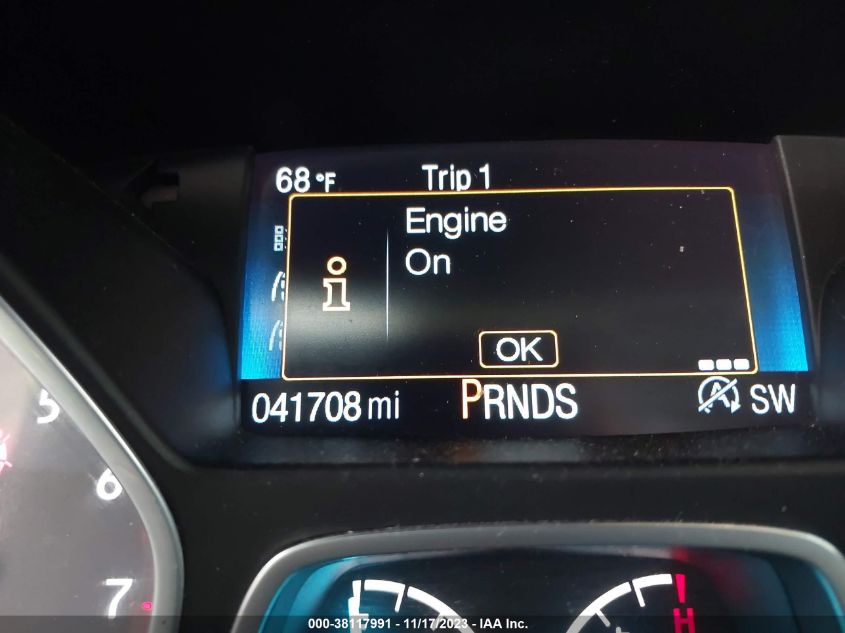 68 °F Trip 1
Engine
On
i
OK
041708 mi PRNDS A SW
5
6
7
H
000-38117991 - 11/17/2023 - IAA Inc.